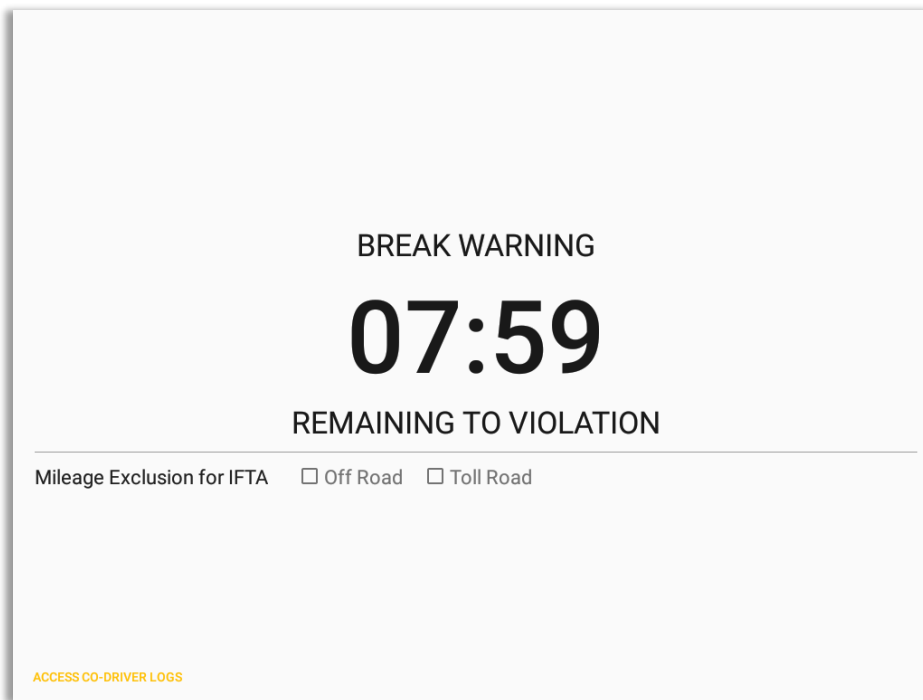 BREAK WARNING
07:59
REMAINING TO VIOLATION
Mileage Exclusion for IFTA Off Road Toll Road
ACCESS CO-DRIVER LOGS